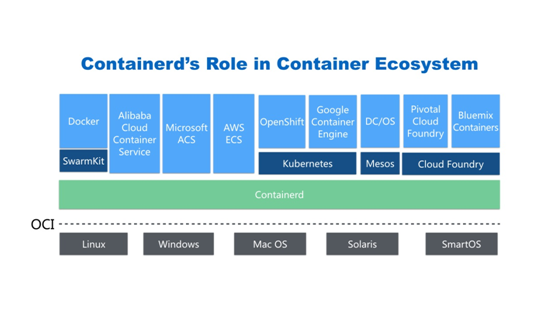 Containerd's Role in Container Ecosystem
Docker
Alibaba
Cloud
Container
Service
Microsoft
ACS
AWS
ECS
OpenShift
Google
Container
Engine
DC/OS
Pivotal
Cloud
Foundry
Bluemix
Containers
SwarmKit
Kubernetes
Mesos
Cloud Foundry
Containerd
OCI
Linux
Windows
Mac OS
Solaris
SmartOS